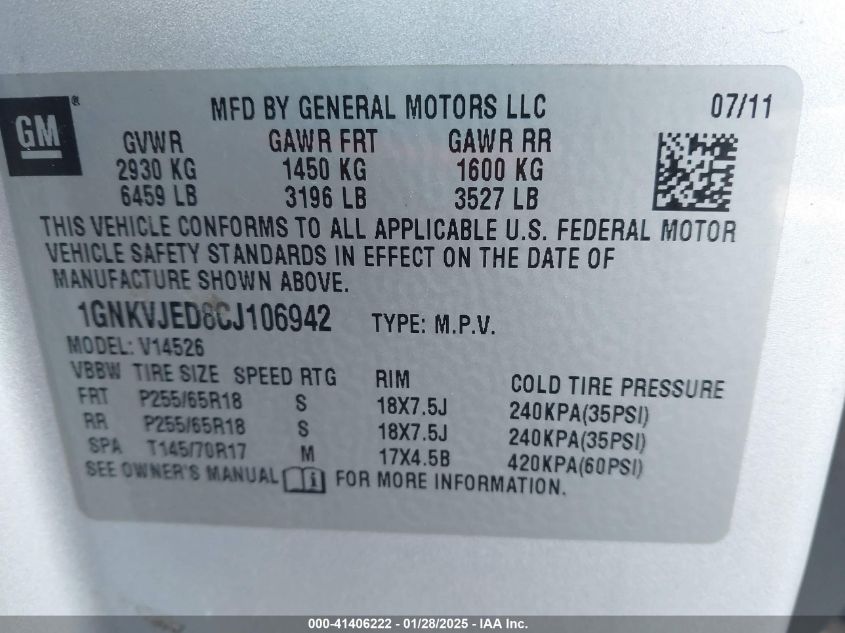 GM®
MFD BY GENERAL MOTORS LLC 07/11
GVWR GAWR FRT GAWR RR
2930 KG 1450 KG 1600 KG
6459 LB 3196 LB 3527 LB
THIS VEHICLE CONFORMS TO ALL APPLICABLE U.S. FEDERAL MOTOR
VEHICLE SAFETY STANDARDS IN EFFECT ON THE DATE OF
MANUFACTURE SHOWN ABOVE.
1GNKVJED8CJ106942 TYPE: M.P.V.
MODEL: V14526
VBBW TIRE SIZE SPEED RTG RIM COLD TIRE PRESSURE
FRT P255/65R18 S 18X7.5J 240KPA(35PSI)
RR P255/65R18 S 18X7.5J 240KPA(35PSI)
SPA T145/70R17 M 17X4.5B 420KPA(60PSI)
SEE OWNER'S MANUAL FOR MORE INFORMATION.
000-41406222 - 01/28/2025 - IAA Inc.